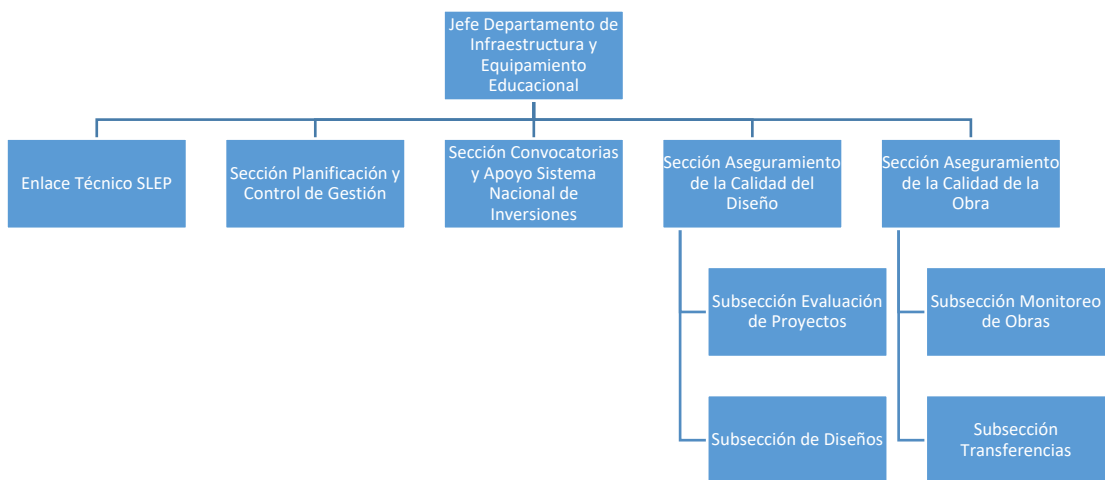 Jefe Departamento de
Infraestructura y
Equipamiento
Educacional
Enlace Técnico SLEP
Sección Planificación y
Control de Gestión
Sección Convocatorias
y Apoyo Sistema
Nacional de
Inversiones
Sección Aseguramiento
de la Calidad del
Diseño
Sección Aseguramiento
de la Calidad de la
Obra
Subsección Evaluación
de Proyectos
Subsección Monitoreo
de Obras
Subsección de Diseños
Subsección
Transferencias